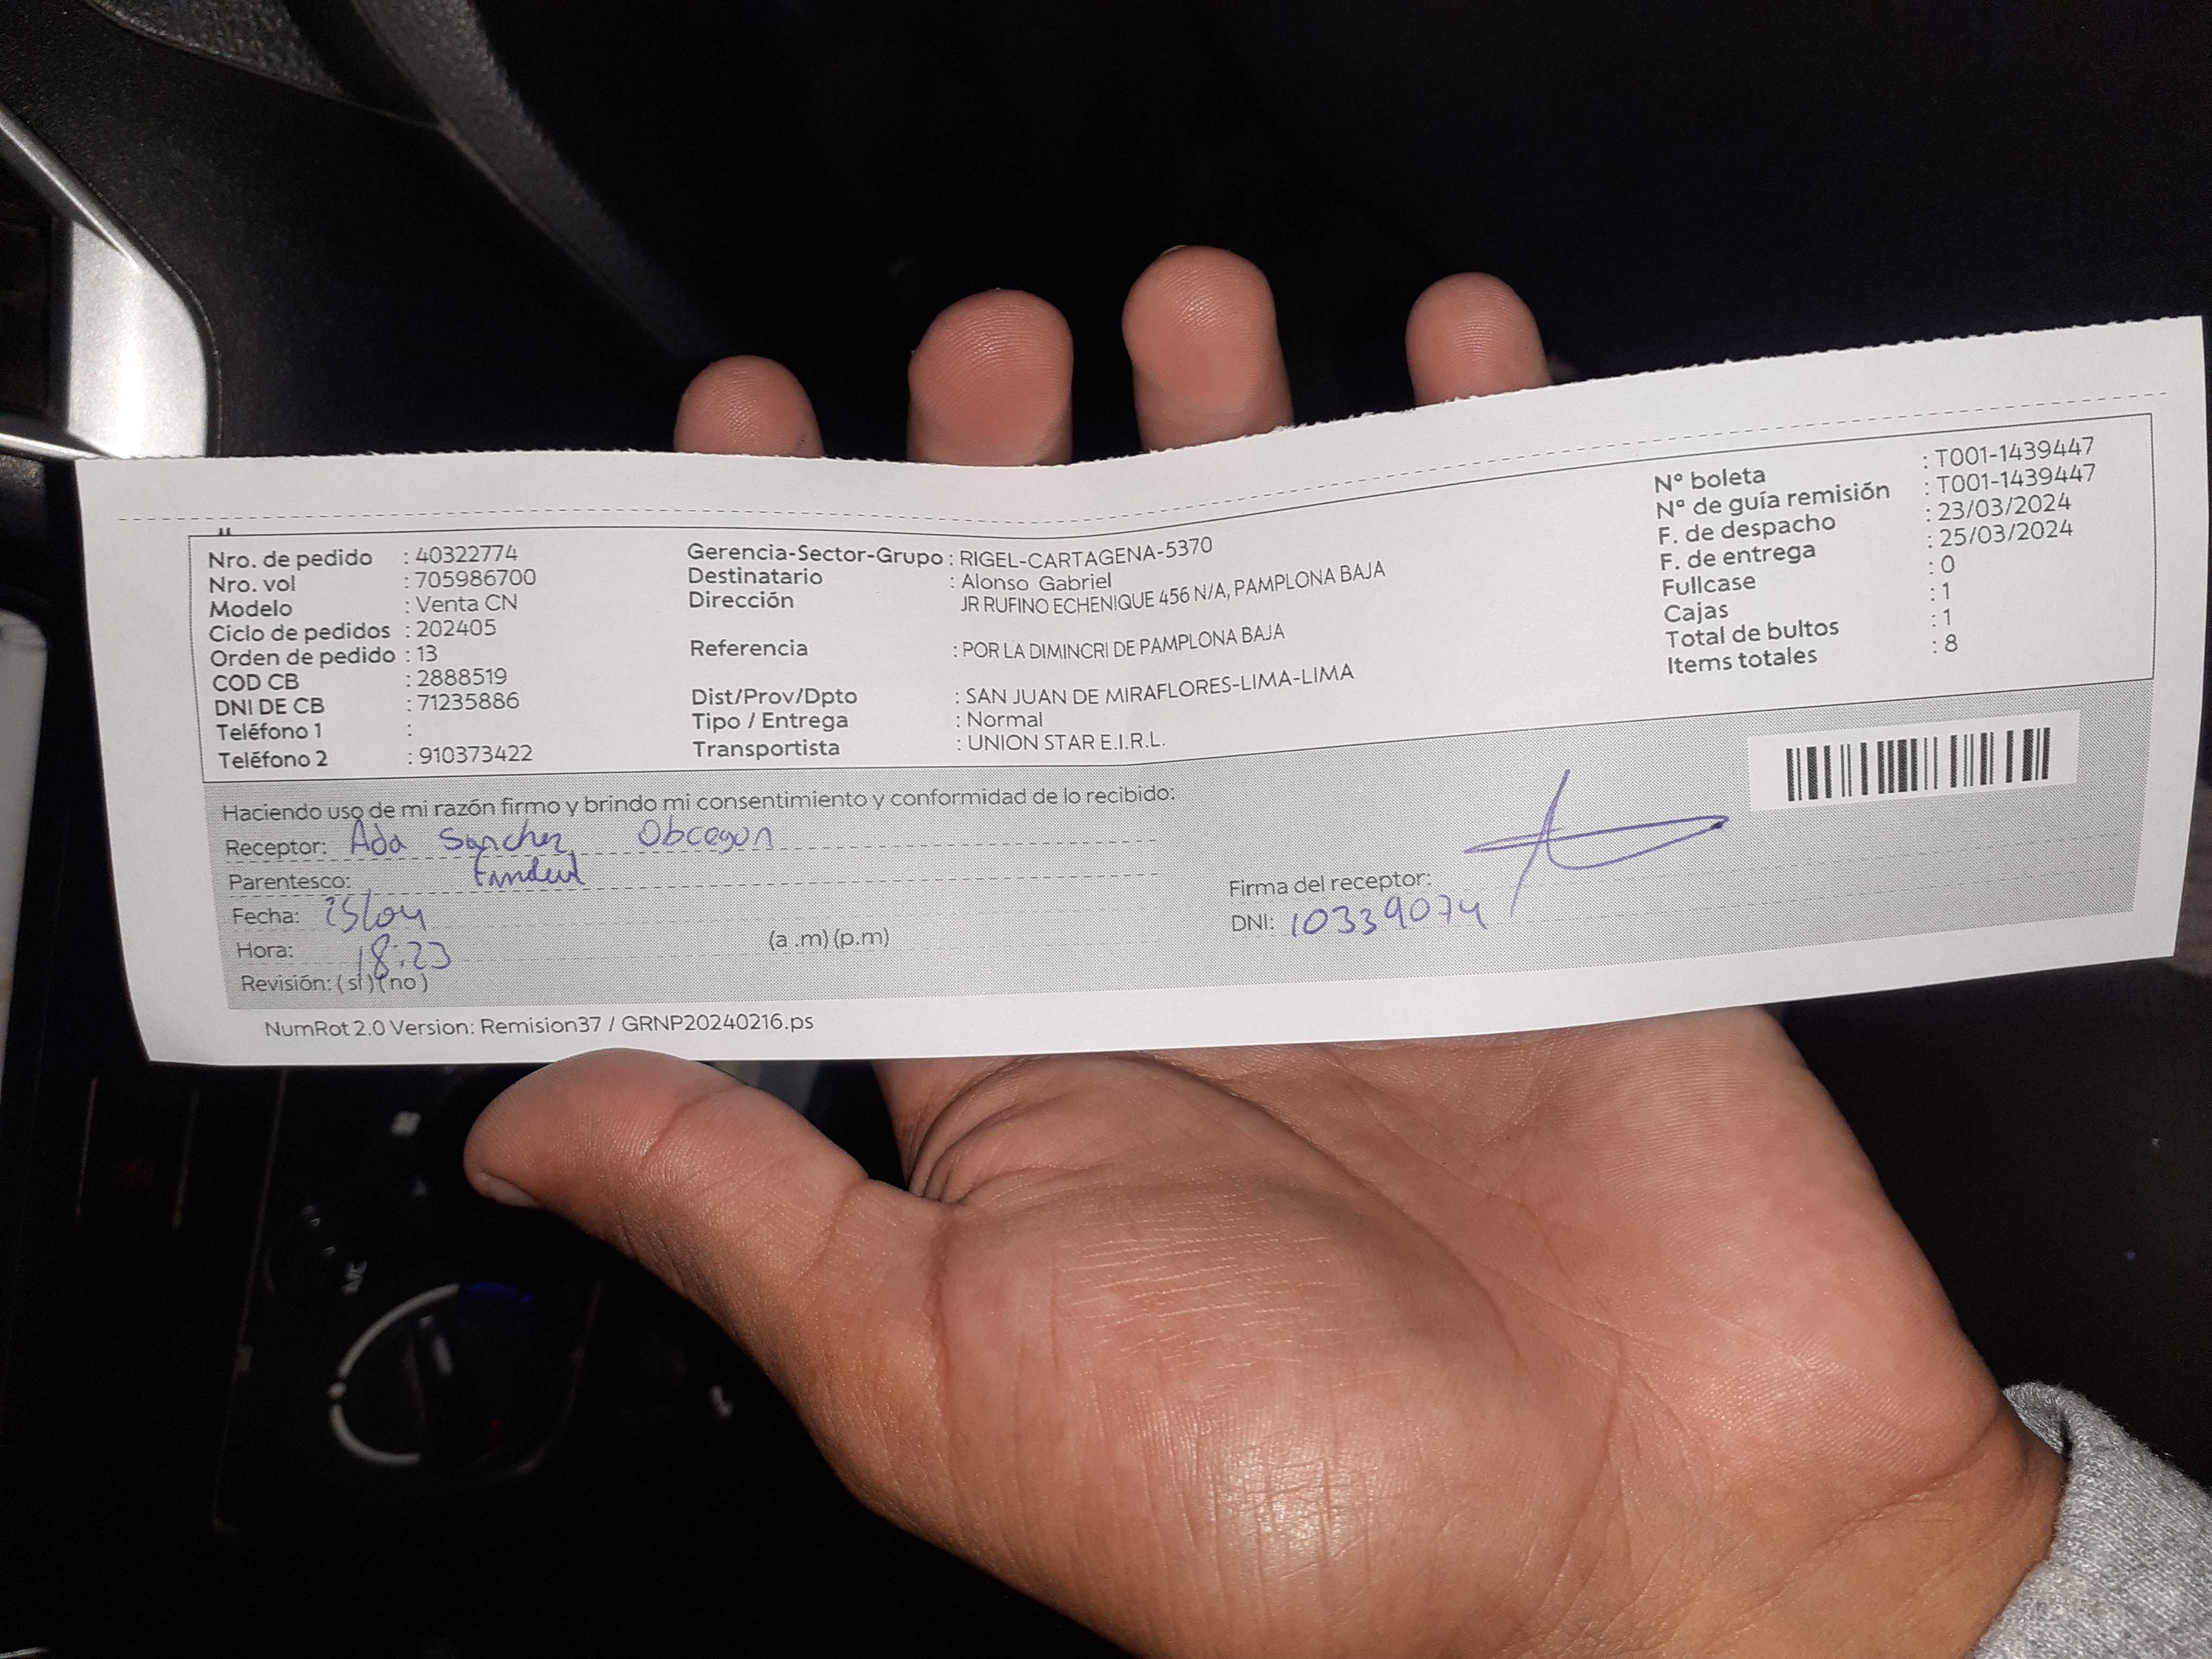 Nro. de pedido : 40322774
Nro. vol : 705986700
Modelo : Venta CN
Ciclo de pedidos : 202405
Orden de pedido : 13
COD CB : 2888519
DNI DE CB : 71235886
Teléfono 1 :
Teléfono 2 : 910373422
Gerencia-Sector-Grupo : RIGEL-CARTAGENA-5370
Destinatario : Alonso Gabriel
Dirección JR RUFINO ECHENIQUE 456 N/A, PAMPLONA BAJA
Referencia : POR LA DIMINCRI DE PAMPLONA BAJA
Dist/Prov/Dpto : SAN JUAN DE MIRAFLORES-LIMA-LIMA
Tipo / Entrega : Normal
Transportista : UNION STAR E.I.R.L.
N° boleta : T001-1439447
N° de guía remisión : T001-1439447
F. de despacho : 23/03/2024
F. de entrega : 25/03/2024
Fullcase : 0
Cajas : 1
Total de bultos : 1
Items totales : 8
Haciendo uso de mi razón firmo y brindo mi consentimiento y conformidad de lo recibido:
Receptor: Ada Sanchez Obcegon
Parentesco:
Fecha:
Hora: 18:23 (a .m) (p.m)
Revisión: (si) (no)
Firma del receptor:
DNI: 10339074
NumRot 2.0 Version: Remision37 / GRNP20240216.ps